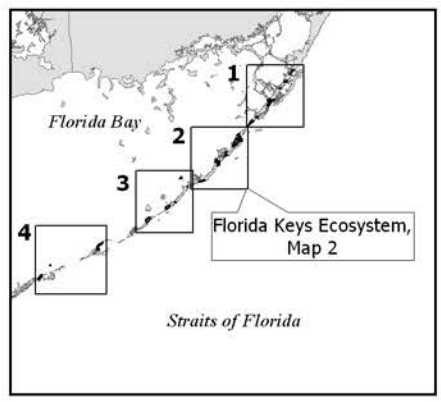 1
Florida Bay
2
3
Florida Keys Ecosystem,
Map 2
4
Straits of Florida